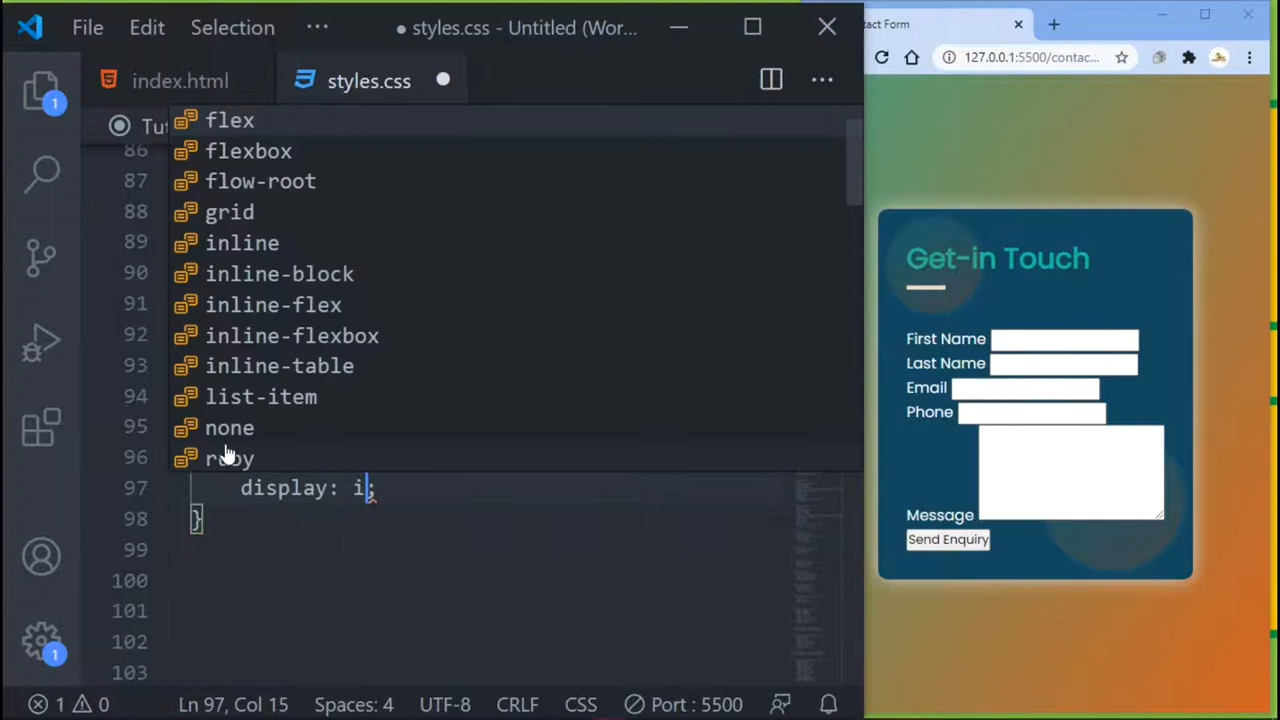 File Edit Selection ··· ● styles.css - Untitled (Wor...
index.html styles.css ● ···
Tut
86
87
88
89
90
91
92
93
94
95
96
97
98
99
100
101
102
103
flex
flexbox
flow-root
grid
inline
inline-block
inline-flex
inline-flexbox
inline-table
list-item
none
ruby
display: i;
}
1
1
1 0 Ln 97, Col 15 Spaces: 4 UTF-8 CRLF CSS Port : 5500
tact Form
127.0.0.1:5500/contac...
Get-in Touch
First Name
Last Name
Email
Phone
Message
Send Enquiry